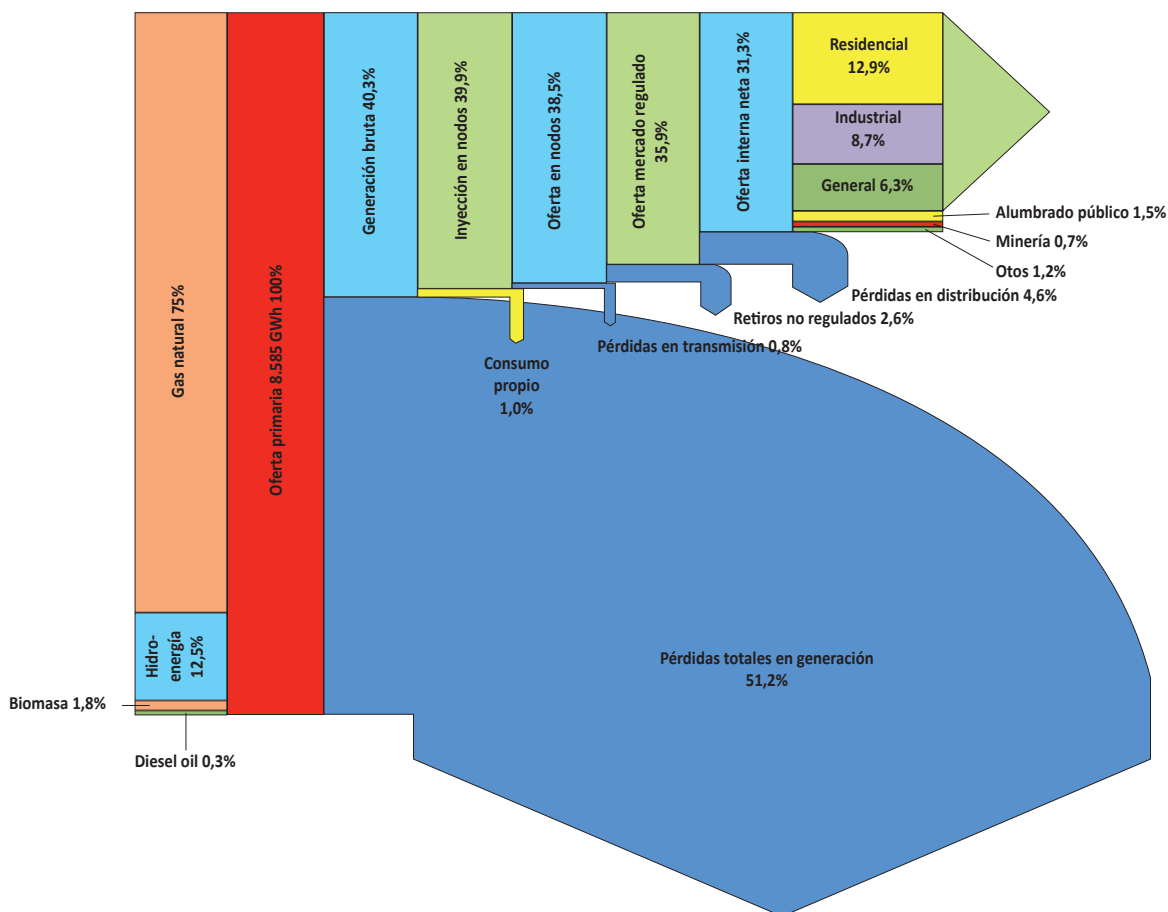 Gas natural 75%
Hidro-
energía
12,5%
Biomasa 1,8%
Diesel oil 0,3%
Oferta primaria 8.585 GWh 100%
Generación bruta 40,3%
Inyección en nodos 39,9%
Oferta en nodos 38,5%
Oferta mercado regulado
35,9%
Oferta interna neta 31,3%
Residencial
12,9%
Industrial
8,7%
General 6,3%
Alumbrado público 1,5%
Minería 0,7%
Otos 1,2%
Pérdidas en distribución 4,6%
Retiros no regulados 2,6%
Pérdidas en transmisión 0,8%
Consumo
propio
1,0%
Pérdidas totales en generación
51,2%